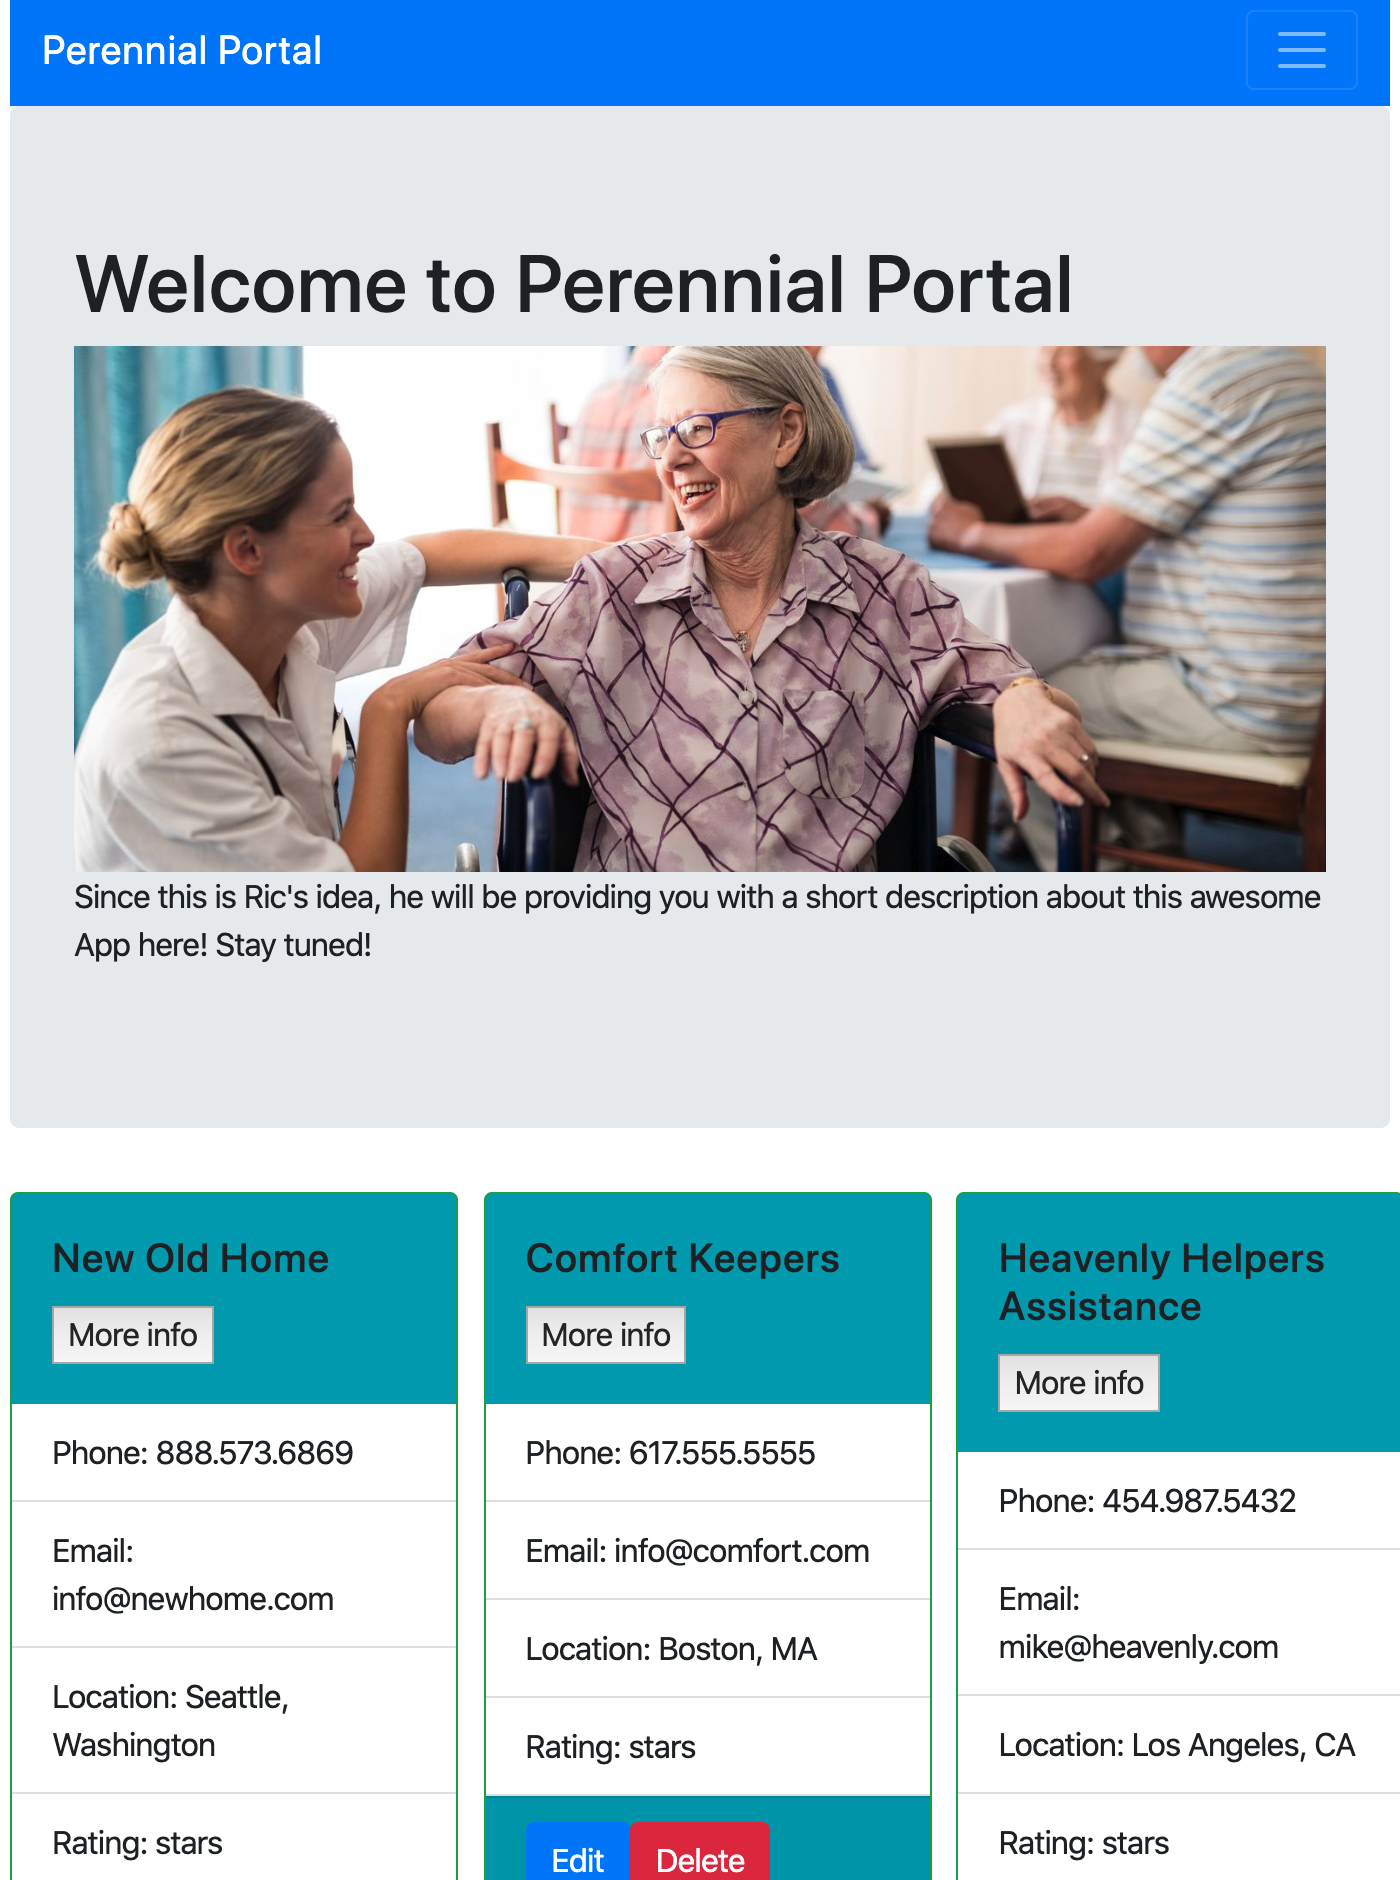 Perennial Portal
Welcome to Perennial Portal
Since this is Ric's idea, he will be providing you with a short description about this awesome
App here! Stay tuned!
New Old Home
More info
Phone: 888.573.6869
Email:
info@newhome.com
Location: Seattle,
Washington
Rating: stars
Comfort Keepers
More info
Phone: 617.555.5555
Email: info@comfort.com
Location: Boston, MA
Rating: stars
Edit Delete
Heavenly Helpers
Assistance
More info
Phone: 454.987.5432
Email:
mike@heavenly.com
Location: Los Angeles, CA
Rating: stars